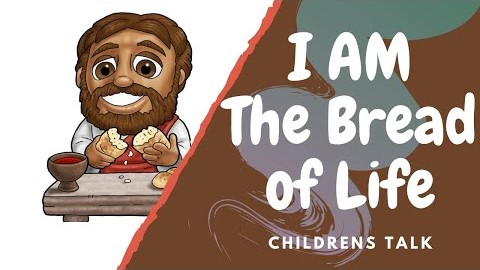 I AM
The Bread
of Life
CHILDRENS TALK